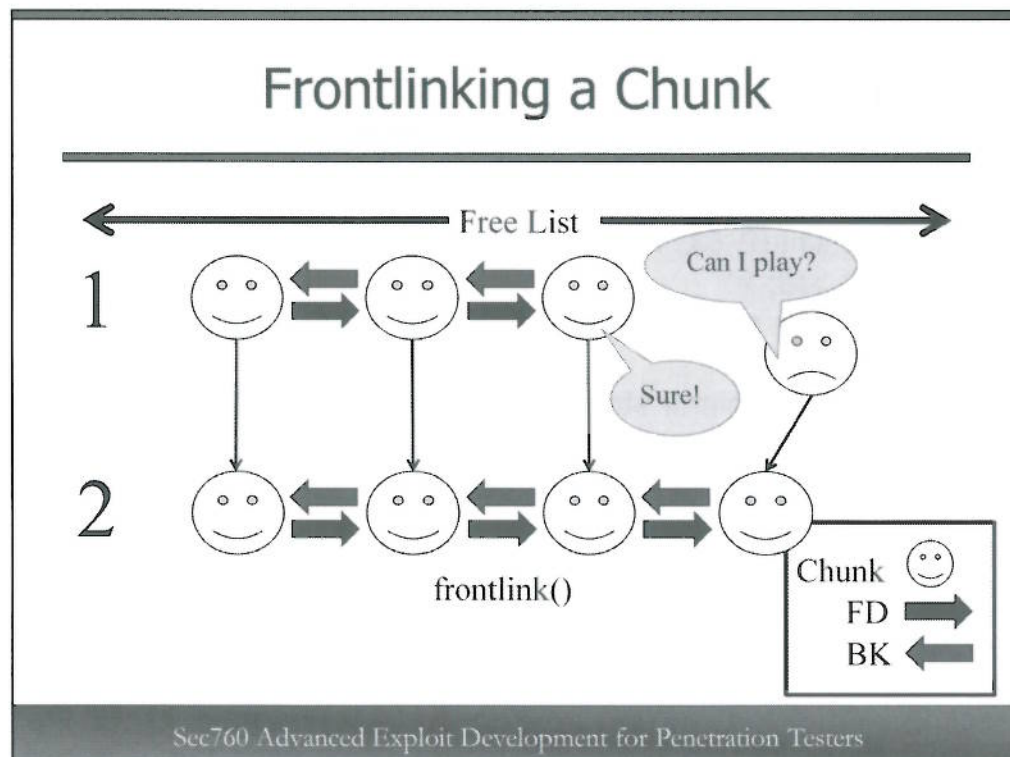 Frontlinking a Chunk
Free List
1
Can I play?
Sure!
2
frontlink()
Chunk
FD
BK
Sec760 Advanced Exploit Development for Penetration Testers